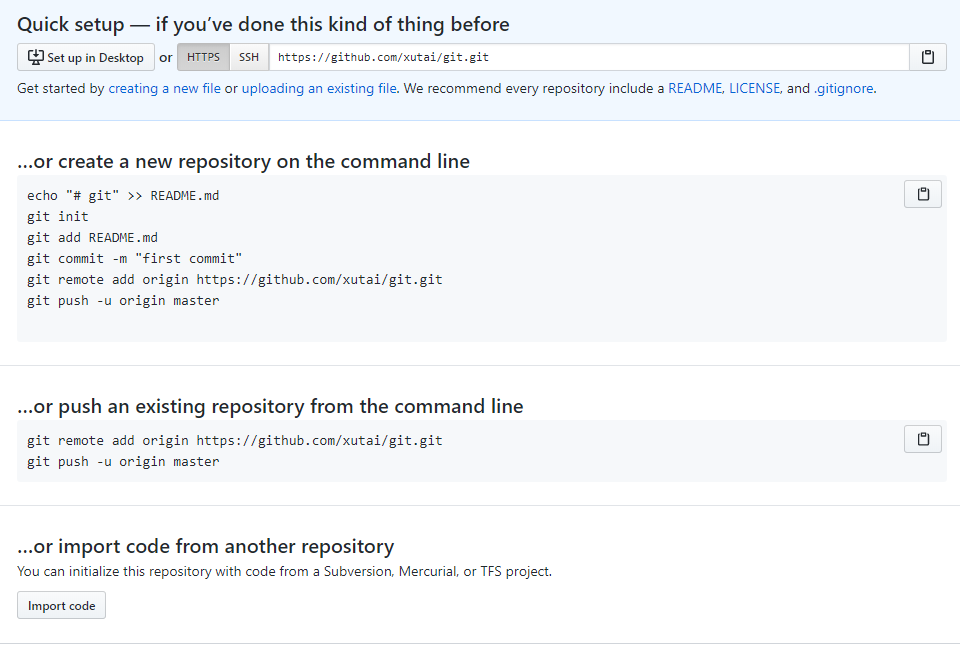 Quick setup — if you’ve done this kind of thing before
Set up in Desktop or HTTPS SSH https://github.com/xutai/git.git
Get started by creating a new file or uploading an existing file. We recommend every repository include a README, LICENSE, and .gitignore.
…or create a new repository on the command line
echo "# git" >> README.md
git init
git add README.md
git commit -m "first commit"
git remote add origin https://github.com/xutai/git.git
git push -u origin master
…or push an existing repository from the command line
git remote add origin https://github.com/xutai/git.git
git push -u origin master
…or import code from another repository
You can initialize this repository with code from a Subversion, Mercurial, or TFS project.
Import code